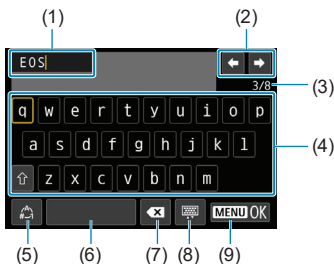 (1) (2)
EOS
3/8 (3)
q w e r t y u i o p
(4)
a s d f g h j k l
z x c v b n m
MENU OK
(5) (6) (7) (8) (9)